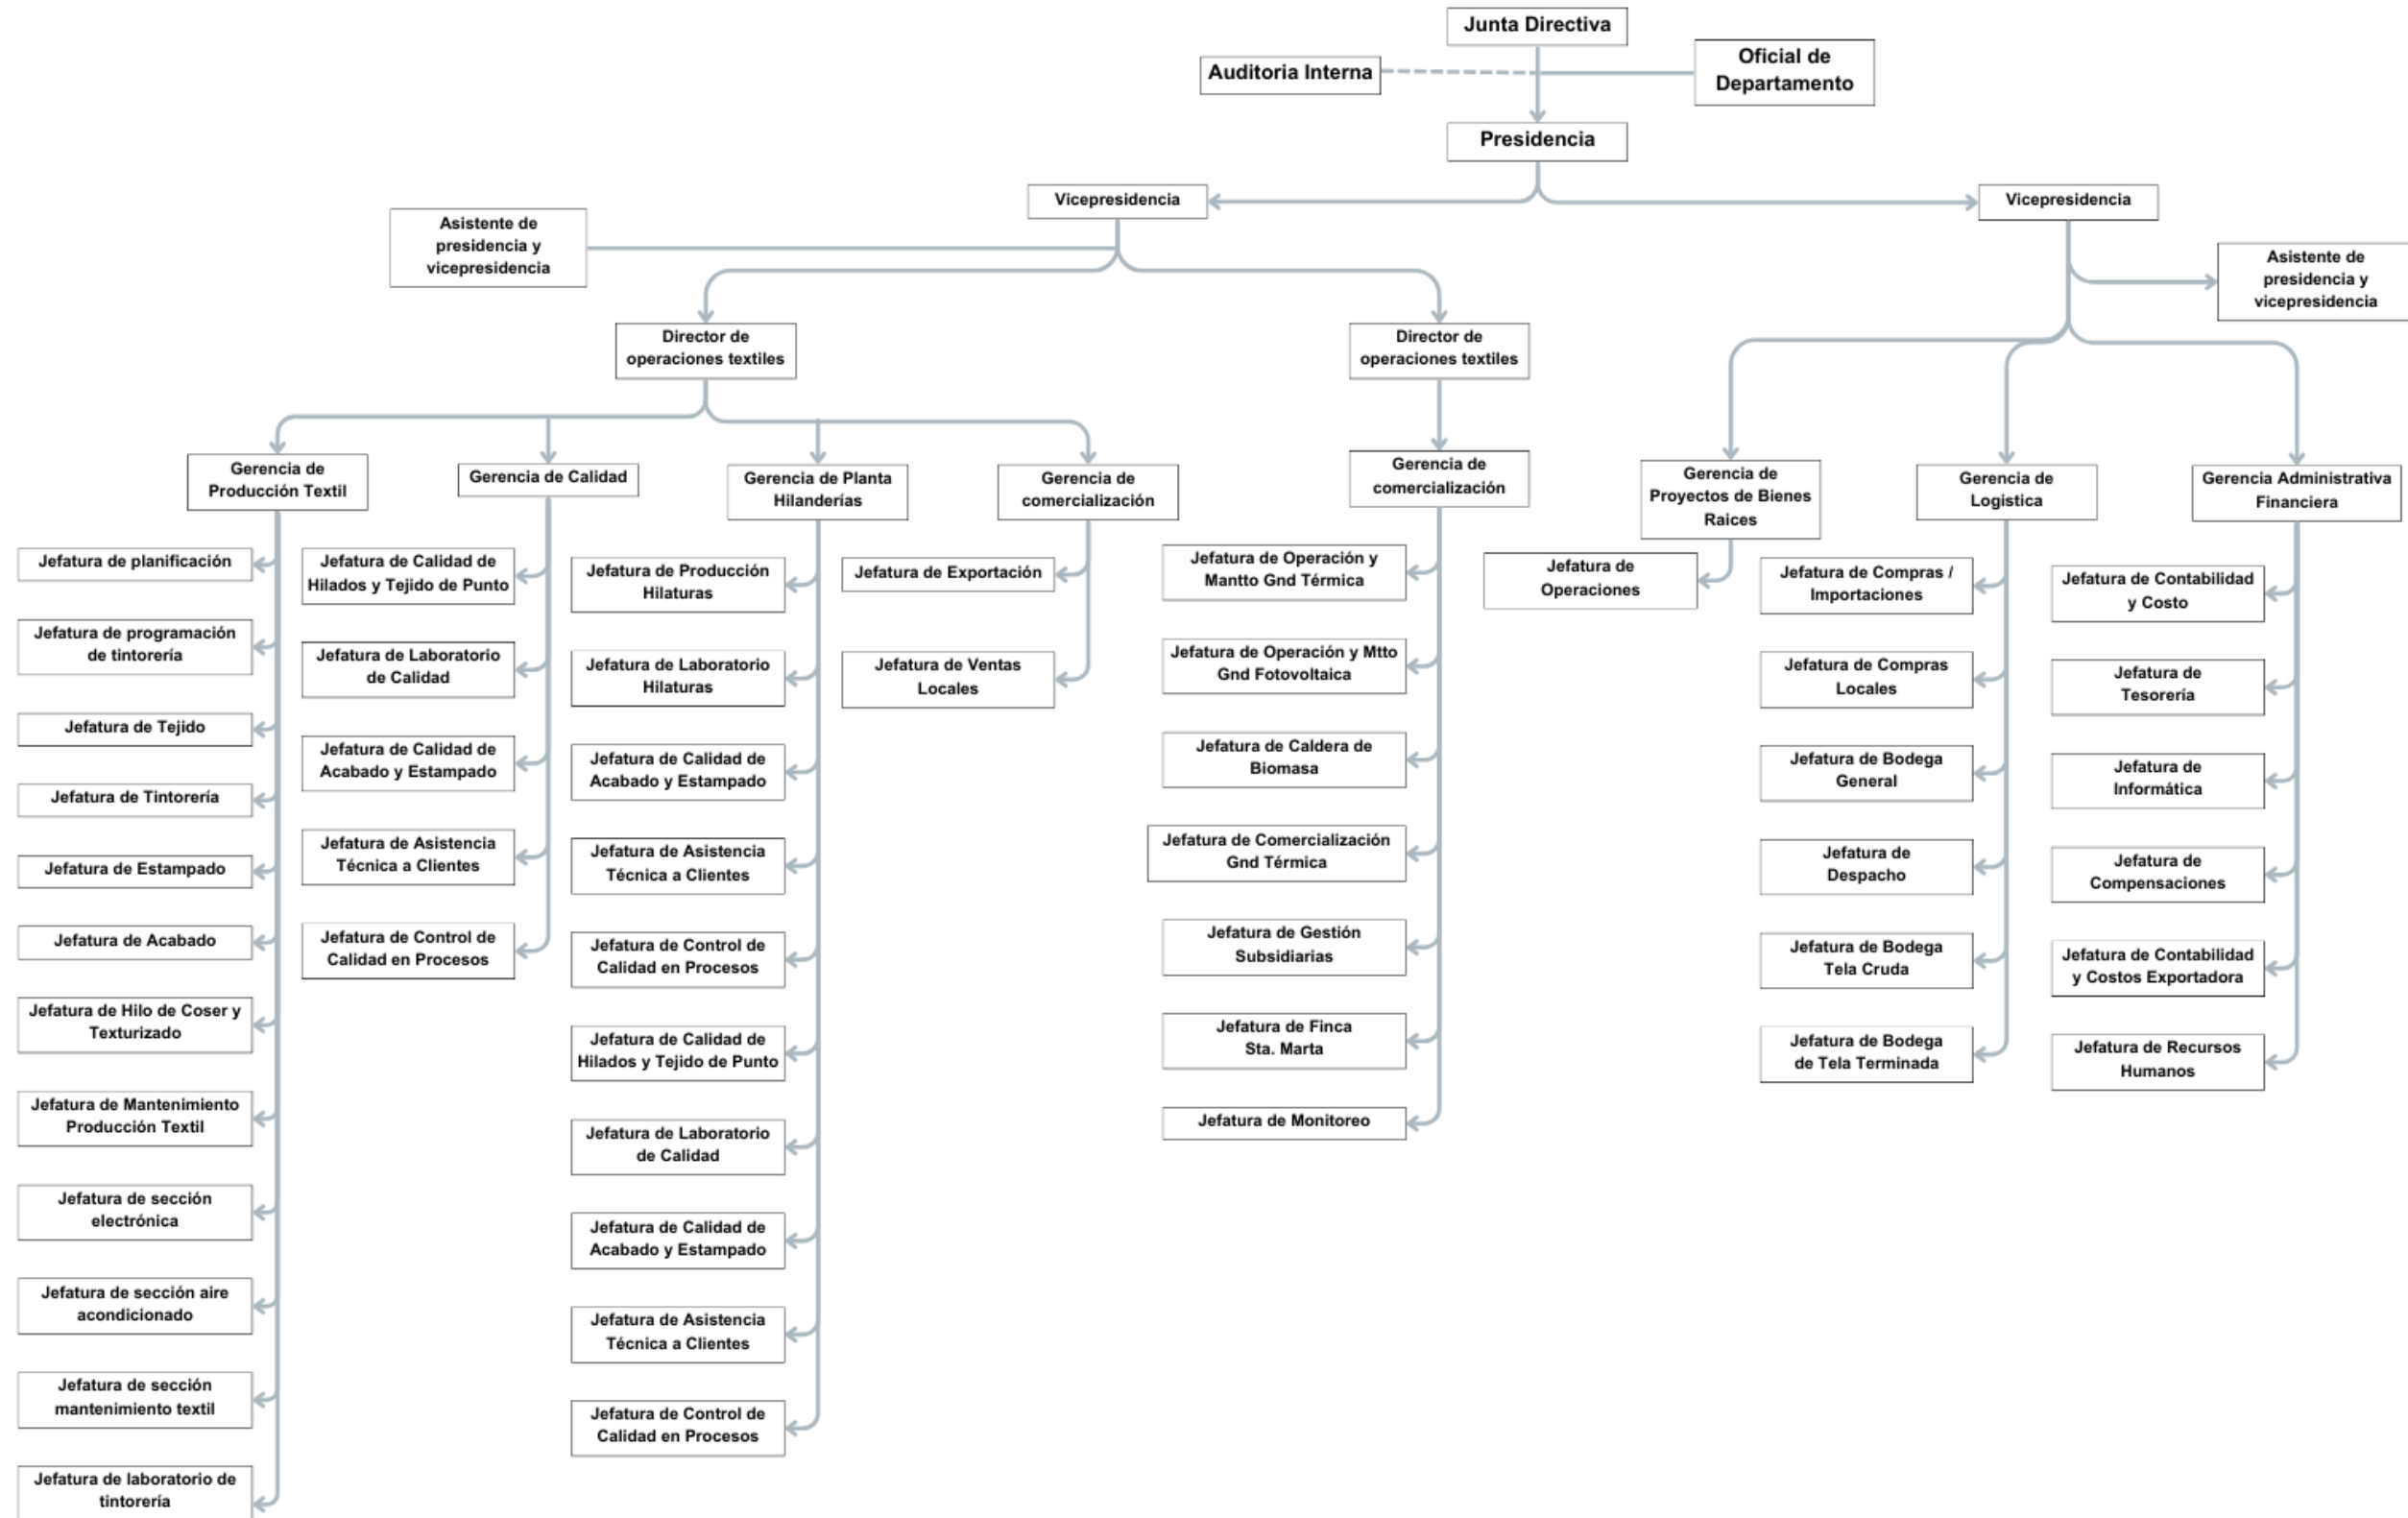 Junta Directiva
Auditoria Interna
Oficial de
Departamento
Presidencia
Vicepresidencia
Vicepresidencia
Asistente de
presidencia y
vicepresidencia
Asistente de
presidencia y
vicepresidencia
Director de
operaciones textiles
Director de
operaciones textiles
Gerencia de
Producción Textil
Gerencia de Calidad
Gerencia de Planta
Hilanderías
Gerencia de
comercialización
Gerencia de
comercialización
Gerencia de
Proyectos de Bienes
Raices
Gerencia de
Logistica
Gerencia Administrativa
Financiera
Jefatura de planificación
Jefatura de programación
de tintorería
Jefatura de Tejido
Jefatura de Tintorería
Jefatura de Estampado
Jefatura de Acabado
Jefatura de Hilo de Coser y
Texturizado
Jefatura de Mantenimiento
Producción Textil
Jefatura de sección
electrónica
Jefatura de sección aire
acondicionado
Jefatura de sección
mantenimiento textil
Jefatura de laboratorio de
tintorería
Jefatura de Calidad de
Hilados y Tejido de Punto
Jefatura de Laboratorio
de Calidad
Jefatura de Calidad de
Acabado y Estampado
Jefatura de Asistencia
Técnica a Clientes
Jefatura de Control de
Calidad en Procesos
Jefatura de Producción
Hilaturas
Jefatura de Laboratorio
Hilaturas
Jefatura de Calidad de
Acabado y Estampado
Jefatura de Asistencia
Técnica a Clientes
Jefatura de Control de
Calidad en Procesos
Jefatura de Calidad de
Hilados y Tejido de Punto
Jefatura de Laboratorio
de Calidad
Jefatura de Calidad de
Acabado y Estampado
Jefatura de Asistencia
Técnica a Clientes
Jefatura de Control de
Calidad en Procesos
Jefatura de Exportación
Jefatura de Ventas
Locales
Jefatura de Operación y
Mantto Gnd Térmica
Jefatura de Operación y Mtto
Gnd Fotovoltaica
Jefatura de Caldera de
Biomasa
Jefatura de Comercialización
Gnd Térmica
Jefatura de Gestión
Subsidiarias
Jefatura de Finca
Sta. Marta
Jefatura de Monitoreo
Jefatura de
Operaciones
Jefatura de Compras /
Importaciones
Jefatura de Compras
Locales
Jefatura de Bodega
General
Jefatura de
Despacho
Jefatura de Bodega
Tela Cruda
Jefatura de Bodega
de Tela Terminada
Jefatura de Contabilidad
y Costo
Jefatura de
Tesorería
Jefatura de
Informática
Jefatura de
Compensaciones
Jefatura de Contabilidad
y Costos Exportadora
Jefatura de Recursos
Humanos